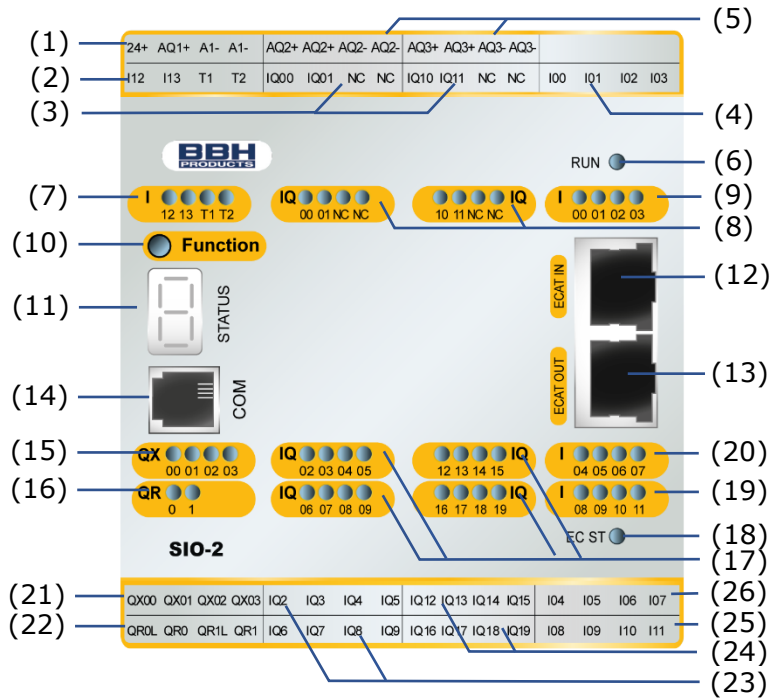 (1) 24+ AQ1+ A1- A1- AQ2+ AQ2+ AQ2- AQ2- AQ3+ AQ3+ AQ3- AQ3- (5)
(2) I12 I13 T1 T2 IQ00 IQ01 NC NC IQ10 IQ11 NC NC I00 I01 I02 I03
(3) (4)
BBH
PRODUCTS
RUN (6)
(7) I IQ IQ I (9)
12 13 T1 T2 00 01 NC NC 10 11 NC NC 00 01 02 03
(8)
(10) Function
ECAT IN (12)
(11) STATUS
ECAT OUT (13)
(14) COM
(15) QX IQ IQ I (20)
00 01 02 03 02 03 04 05 12 13 14 15 04 05 06 07
(16) QR IQ IQ I (19)
0 1 06 07 08 09 16 17 18 19 08 09 10 11
SIO-2 EC ST (18)
(17)
(21) QX00 QX01 QX02 QX03 IQ2 IQ3 IQ4 IQ5 IQ12 IQ13 IQ14 IQ15 I04 I05 I06 I07 (26)
(22) QR0L QR0 QR1L QR1 IQ6 IQ7 IQ8 IQ9 IQ16 IQ17 IQ18 IQ19 I08 I09 I10 I11 (25)
(24)
(23)